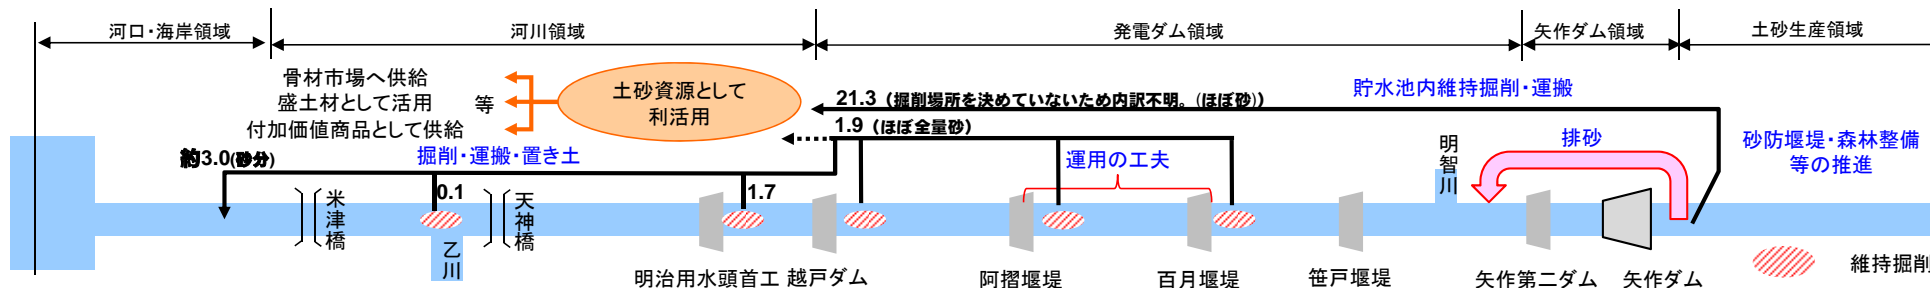 河口・海岸領域
河川領域
発電ダム領域
矢作ダム領域
土砂生産領域
骨材市場へ供給
盛土材として活用
付加価値商品として供給
等
土砂資源として
利活用
21.3（掘削場所を決めていないため内訳不明。(ほぼ砂)）
貯水池内維持掘削・運搬
1.9（ほぼ全量砂）
約3.0(砂分)
掘削・運搬・置き土
運用の工夫
明智川
排砂
砂防堰堤・森林整備
等の推進
米津橋
0.1
天神橋
1.7
乙川
明治用水頭首工
越戸ダム
阿摺堰堤
百月堰堤
笹戸堰堤
矢作第二ダム
矢作ダム
維持掘削